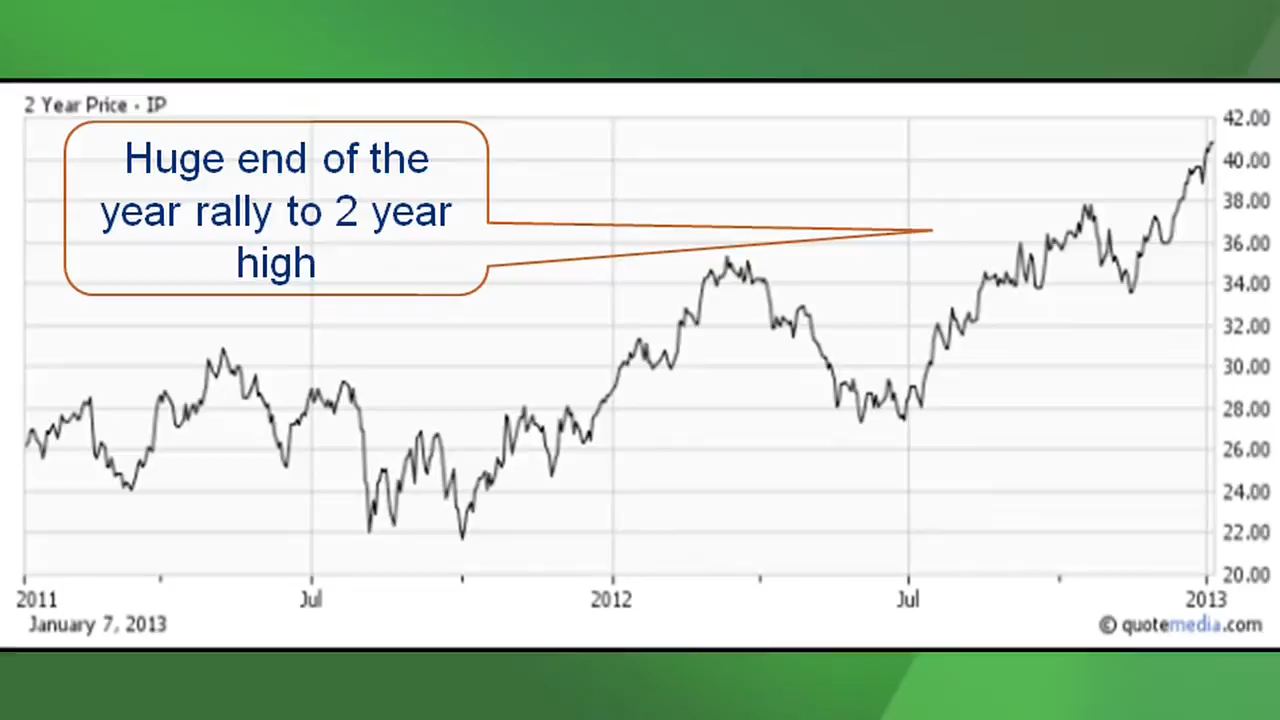 2 Year Price - IP
Huge end of the
year rally to 2 year
high
42.00
40.00
38.00
36.00
34.00
32.00
30.00
28.00
26.00
24.00
22.00
20.00
2011 Jul 2012 Jul 2013
January 7, 2013
© quotemedia.com